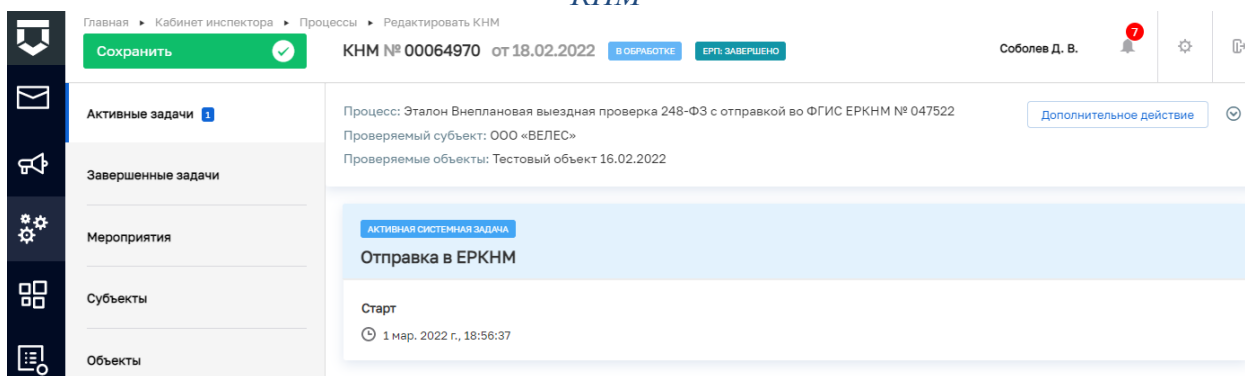 КНМ
Главная ▸ Кабинет инспектора ▸ Процессы ▸ Редактировать КНМ
Сохранить
КНМ № 00064970 от 18.02.2022 В ОБРАБОТКЕ ЕРП: ЗАВЕРШЕНО
Соболев Д. В.
7
Активные задачи 1
Завершенные задачи
Мероприятия
Субъекты
Объекты
Процесс: Эталон Внеплановая выездная проверка 248-ФЗ с отправкой во ФГИС ЕРКНМ № 047522
Проверяемый субъект: ООО «ВЕЛЕС»
Проверяемые объекты: Тестовый объект 16.02.2022
Дополнительное действие
АКТИВНАЯ СИСТЕМНАЯ ЗАДАЧА
Отправка в ЕРКНМ
Старт
1 мар. 2022 г., 18:56:37